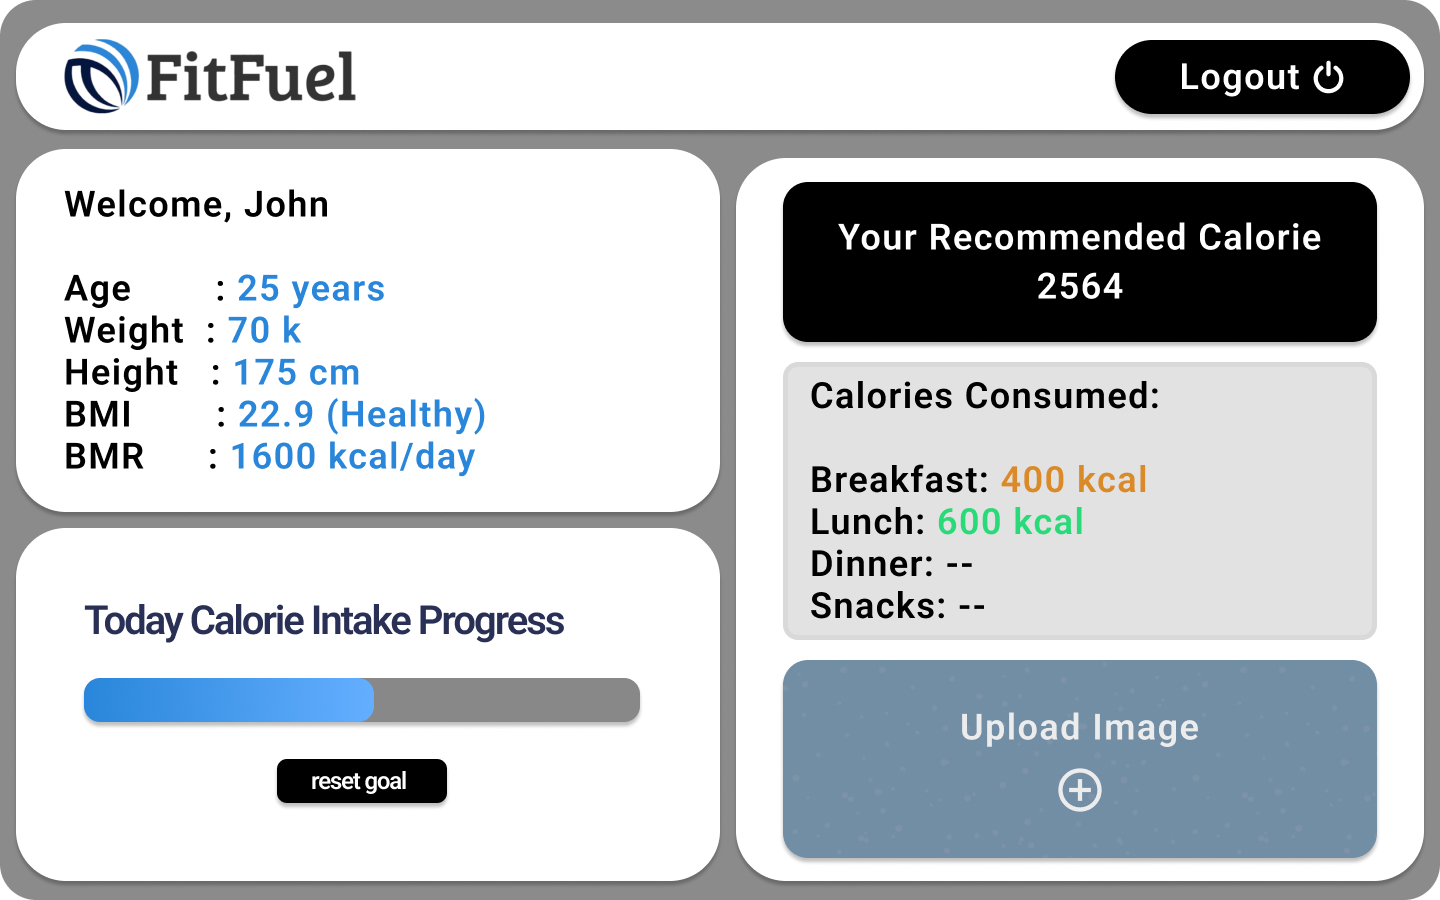 FitFuel
Logout
Welcome, John
Age : 25 years
Weight : 70 k
Height : 175 cm
BMI : 22.9 (Healthy)
BMR : 1600 kcal/day
Today Calorie Intake Progress
reset goal
Your Recommended Calorie
2564
Calories Consumed:
Breakfast: 400 kcal
Lunch: 600 kcal
Dinner: --
Snacks: --
Upload Image